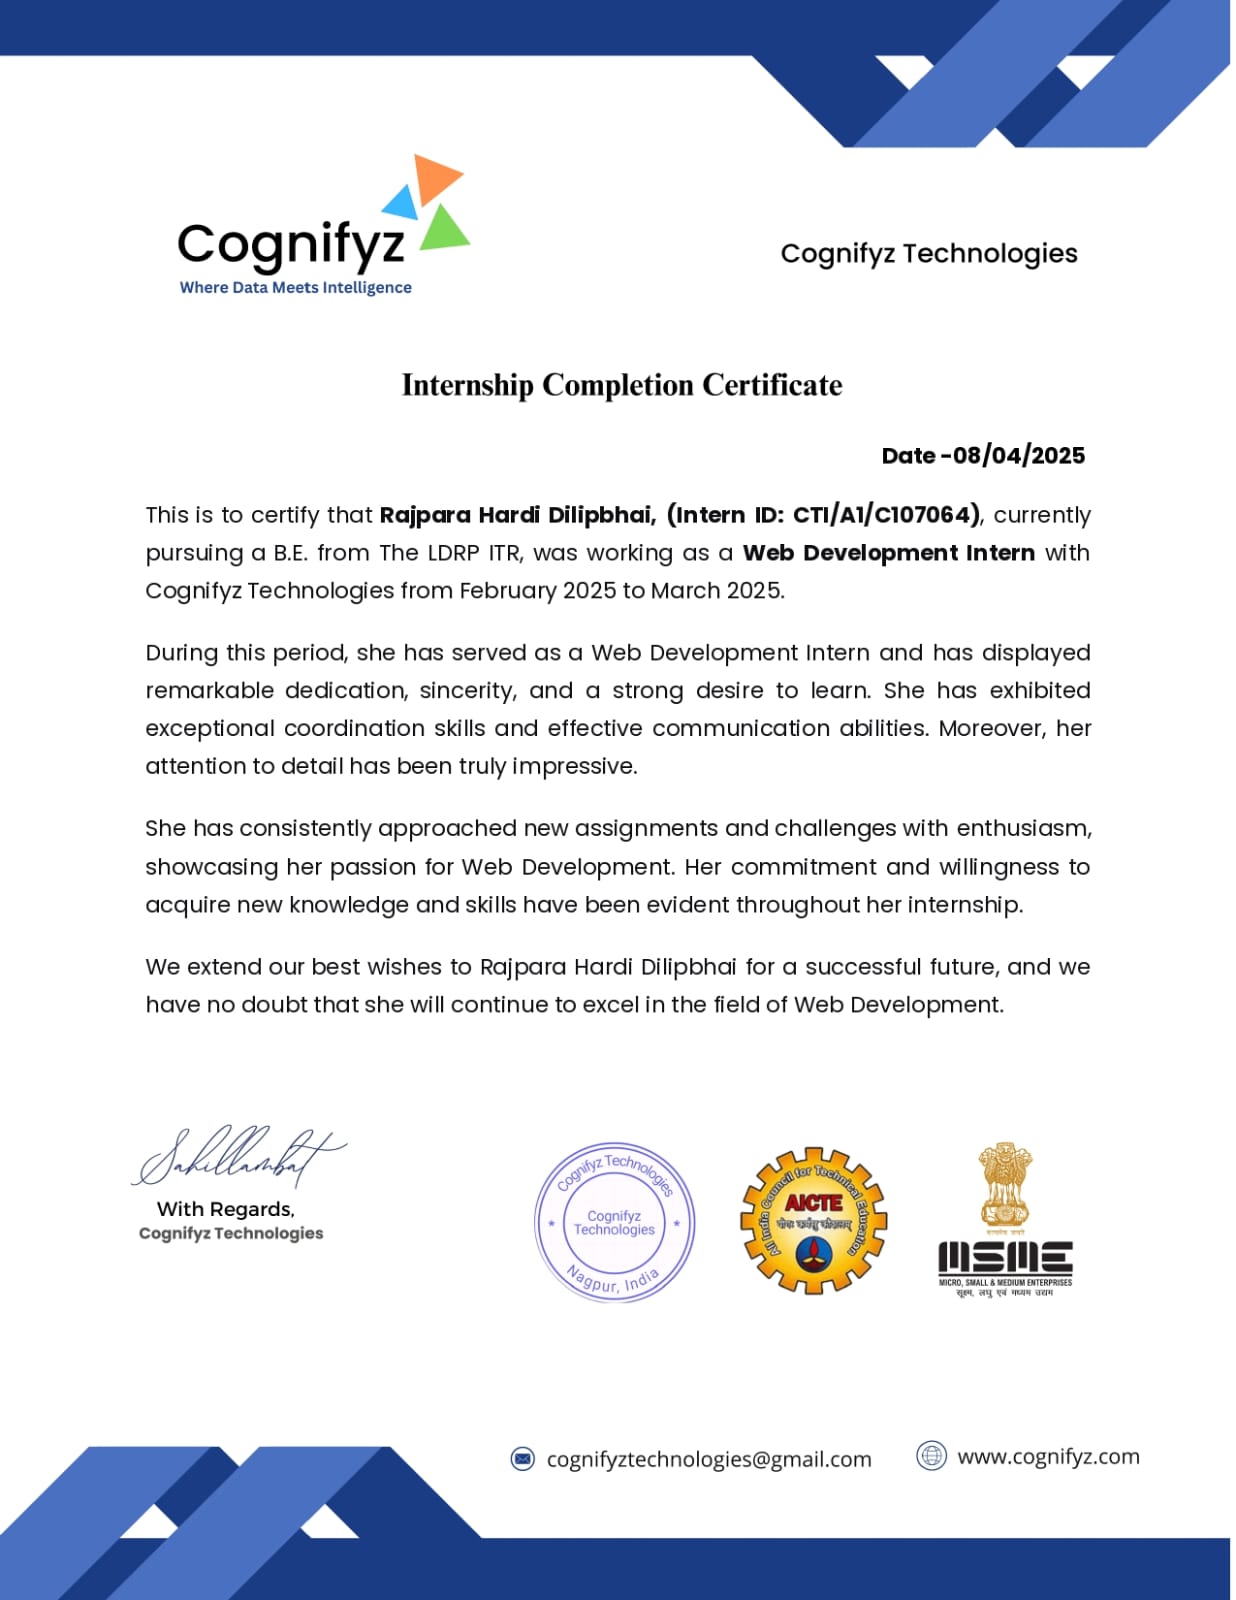 Cognifyz
Where Data Meets Intelligence
Cognifyz Technologies
Internship Completion Certificate
Date -08/04/2025
This is to certify that Rajpara Hardi Dilipbhai, (Intern ID: CTI/A1/C107064), currently
pursuing a B.E. from The LDRP ITR, was working as a Web Development Intern with
Cognifyz Technologies from February 2025 to March 2025.
During this period, she has served as a Web Development Intern and has displayed
remarkable dedication, sincerity, and a strong desire to learn. She has exhibited
exceptional coordination skills and effective communication abilities. Moreover, her
attention to detail has been truly impressive.
She has consistently approached new assignments and challenges with enthusiasm,
showcasing her passion for Web Development. Her commitment and willingness to
acquire new knowledge and skills have been evident throughout her internship.
We extend our best wishes to Rajpara Hardi Dilipbhai for a successful future, and we
have no doubt that she will continue to excel in the field of Web Development.
Sahillambat
With Regards,
Cognifyz Technologies
Cognifyz Technologies
Cognifyz
Technologies
* *
Nagpur, India
All India Council for Technical Education
AICTE
योगः कर्मसु कौशलम्
सत्यमेव जयते
MSME
MICRO, SMALL & MEDIUM ENTERPRISES
सूक्ष्म, लघु एवं मध्यम उद्यम
cognifyztechnologies@gmail.com
www.cognifyz.com